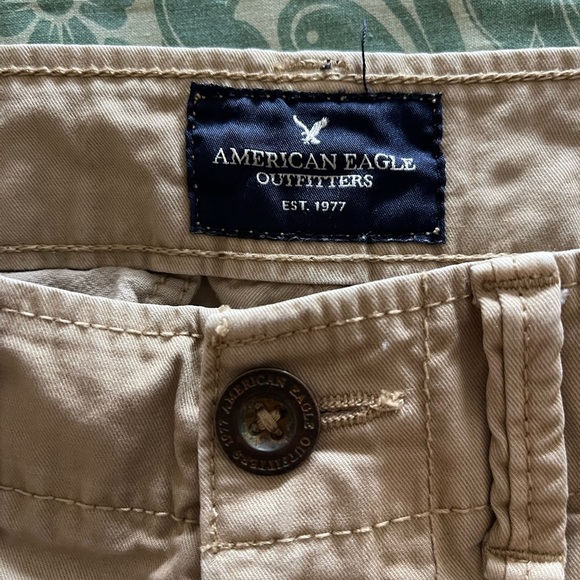 AMERICAN EAGLE
OUTFITTERS
EST. 1977
AMERICAN EAGLE OUTFITTERS 1977